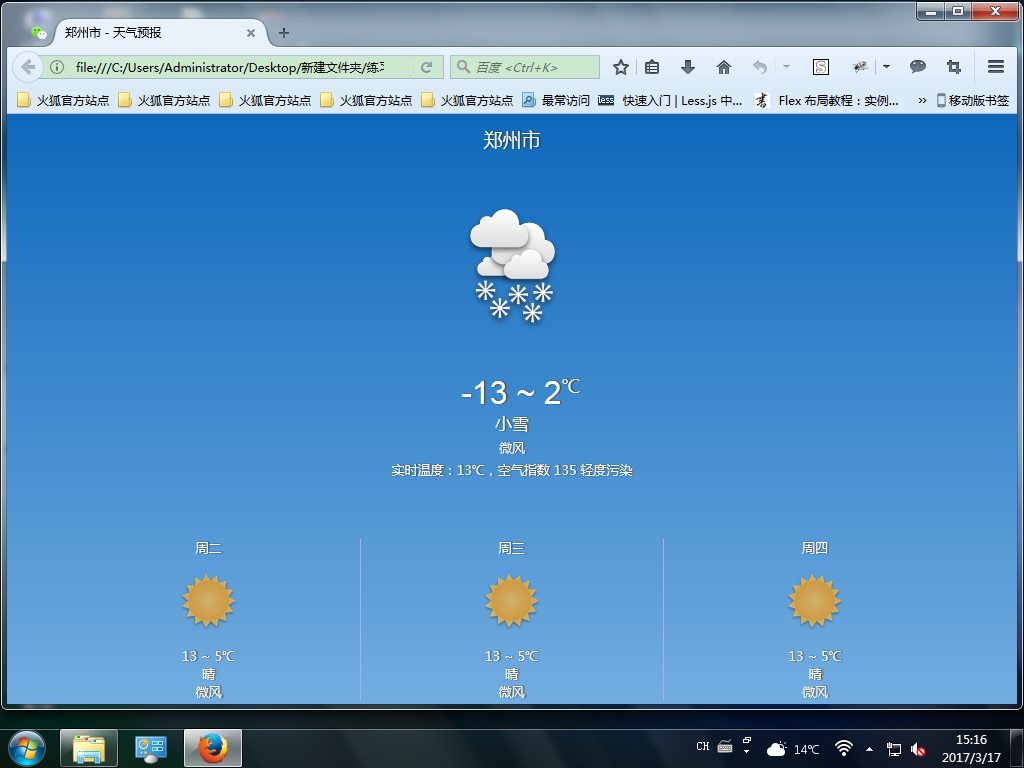 郑州市 - 天气预报
file:///C:/Users/Administrator/Desktop/新建文件夹/练
百度 <Ctrl+K>
火狐官方站点 火狐官方站点 火狐官方站点 火狐官方站点 火狐官方站点 最常访问 less 快速入门 | Less.js 中... Flex 布局教程：实例... » 移动版书签
郑州市
-13 ~ 2℃
小雪
微风
实时温度：13℃，空气指数 135 轻度污染
周二 周三 周四
13 ~ 5℃ 13 ~ 5℃ 13 ~ 5℃
晴 晴 晴
微风 微风 微风
CH 14℃ 15:16
2017/3/17